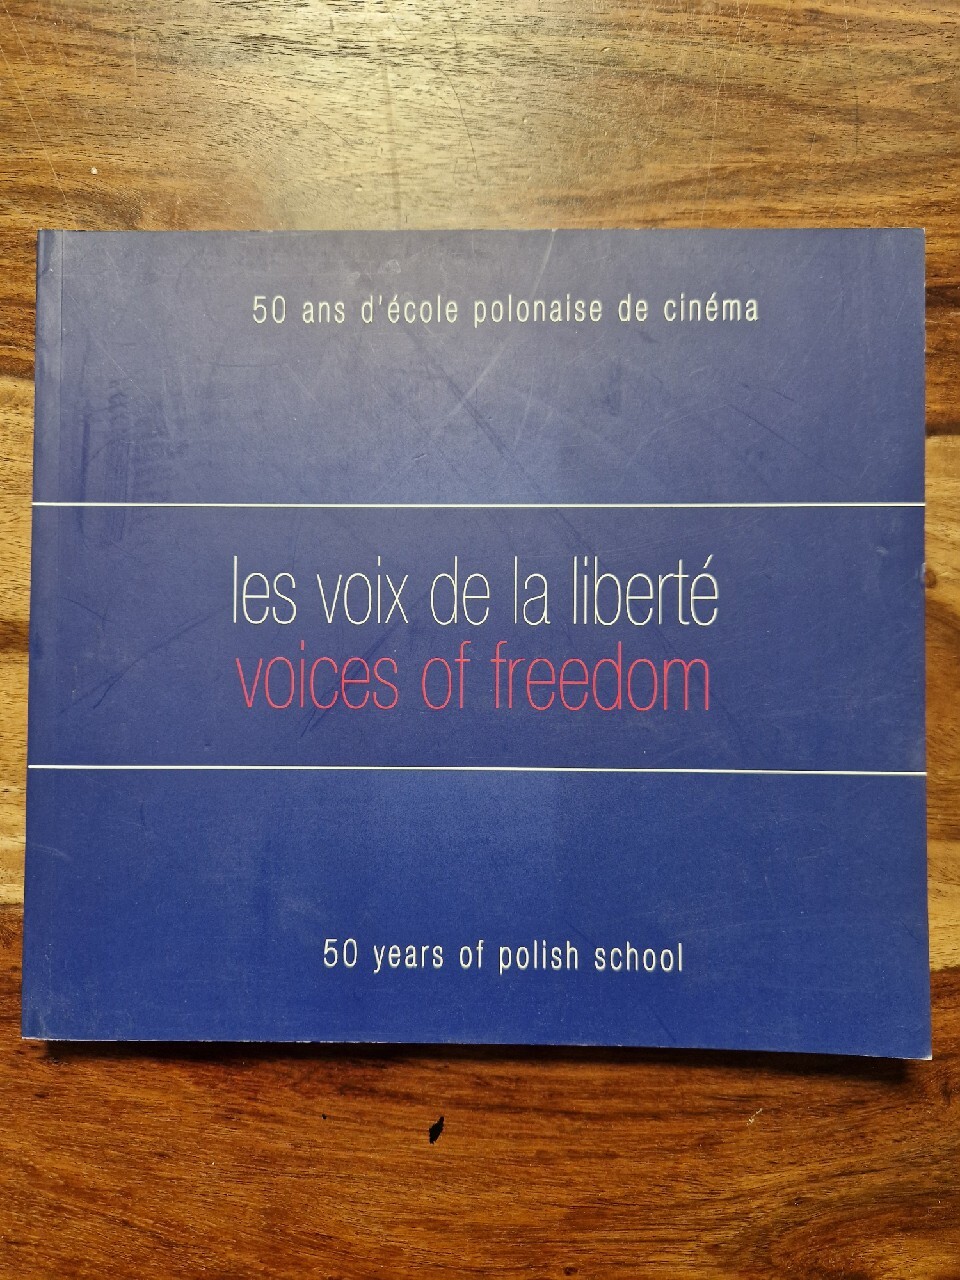 50 ans d'école polonaise de cinéma
les voix de la liberté
voices of freedom
50 years of polish school